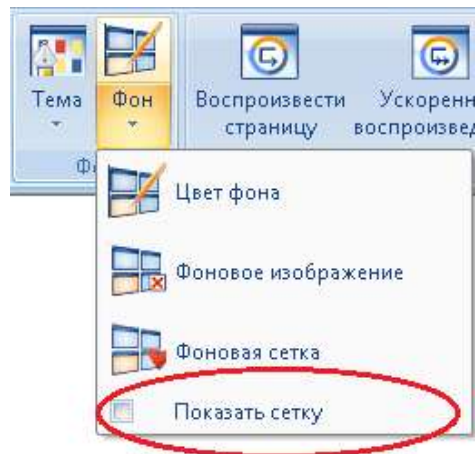 Тема Фон Воспроизвести Ускоренн
страницу воспроизвед
Цвет фона
Фоновое изображение
Фоновая сетка
Показать сетку